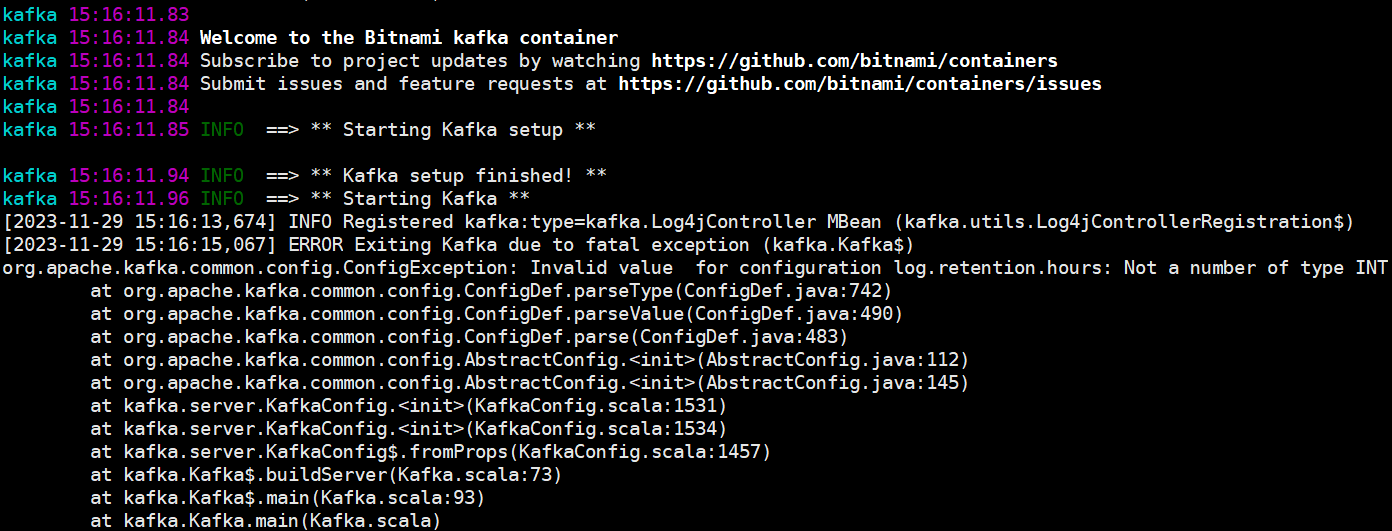 kafka 15:16:11.83
kafka 15:16:11.84 Welcome to the Bitnami kafka container
kafka 15:16:11.84 Subscribe to project updates by watching https://github.com/bitnami/containers
kafka 15:16:11.84 Submit issues and feature requests at https://github.com/bitnami/containers/issues
kafka 15:16:11.84
kafka 15:16:11.85 INFO  ==> ** Starting Kafka setup **

kafka 15:16:11.94 INFO  ==> ** Kafka setup finished! **
kafka 15:16:11.96 INFO  ==> ** Starting Kafka **
[2023-11-29 15:16:13,674] INFO Registered kafka:type=kafka.Log4jController MBean (kafka.utils.Log4jControllerRegistration$)
[2023-11-29 15:16:15,067] ERROR Exiting Kafka due to fatal exception (kafka.Kafka$)
org.apache.kafka.common.config.ConfigException: Invalid value  for configuration log.retention.hours: Not a number of type INT
        at org.apache.kafka.common.config.ConfigDef.parseType(ConfigDef.java:742)
        at org.apache.kafka.common.config.ConfigDef.parseValue(ConfigDef.java:490)
        at org.apache.kafka.common.config.ConfigDef.parse(ConfigDef.java:483)
        at org.apache.kafka.common.config.AbstractConfig.<init>(AbstractConfig.java:112)
        at org.apache.kafka.common.config.AbstractConfig.<init>(AbstractConfig.java:145)
        at kafka.server.KafkaConfig.<init>(KafkaConfig.scala:1531)
        at kafka.server.KafkaConfig.<init>(KafkaConfig.scala:1534)
        at kafka.server.KafkaConfig$.fromProps(KafkaConfig.scala:1457)
        at kafka.Kafka$.buildServer(Kafka.scala:73)
        at kafka.Kafka$.main(Kafka.scala:93)
        at kafka.Kafka.main(Kafka.scala)